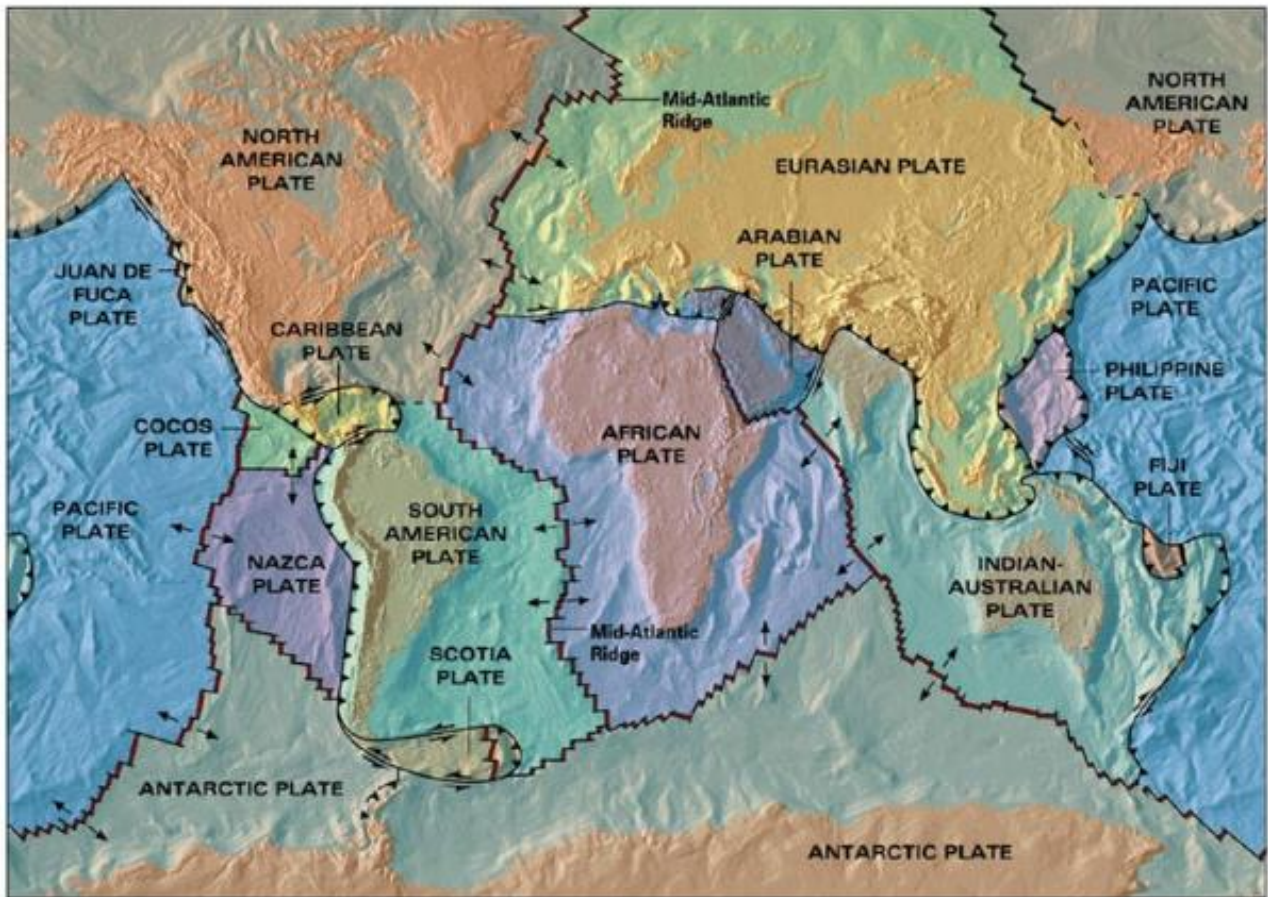 Mid-Atlantic
Ridge
NORTH
AMERICAN
PLATE
NORTH
AMERICAN
PLATE
EURASIAN PLATE
ARABIAN
PLATE
JUAN DE
FUCA
PLATE
PACIFIC
PLATE
CARIBBEAN
PLATE
PHILIPPINE
PLATE
COCOS
PLATE
AFRICAN
PLATE
FIJI
PLATE
PACIFIC
PLATE
SOUTH
AMERICAN
PLATE
NAZCA
PLATE
INDIAN-
AUSTRALIAN
PLATE
Mid-Atlantic
Ridge
SCOTIA
PLATE
ANTARCTIC PLATE
ANTARCTIC PLATE